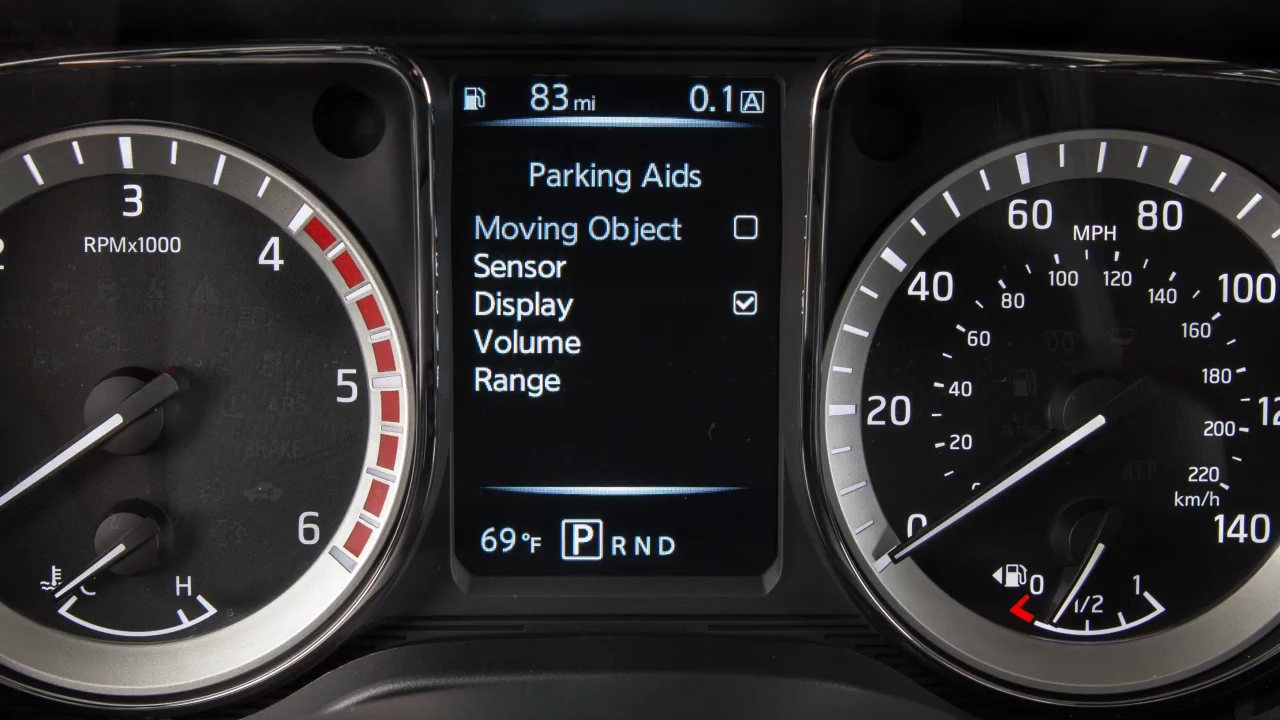 83 mi 0.1 A
Parking Aids
Moving Object
Sensor
Display
Volume
Range
69°F P R N D
3
RPMx1000
4
5
6
H
60 80
MPH
40 100
20
0 140
100 120
80 140
60 160
40 180
20 200
220
km/h
0 1/2 1